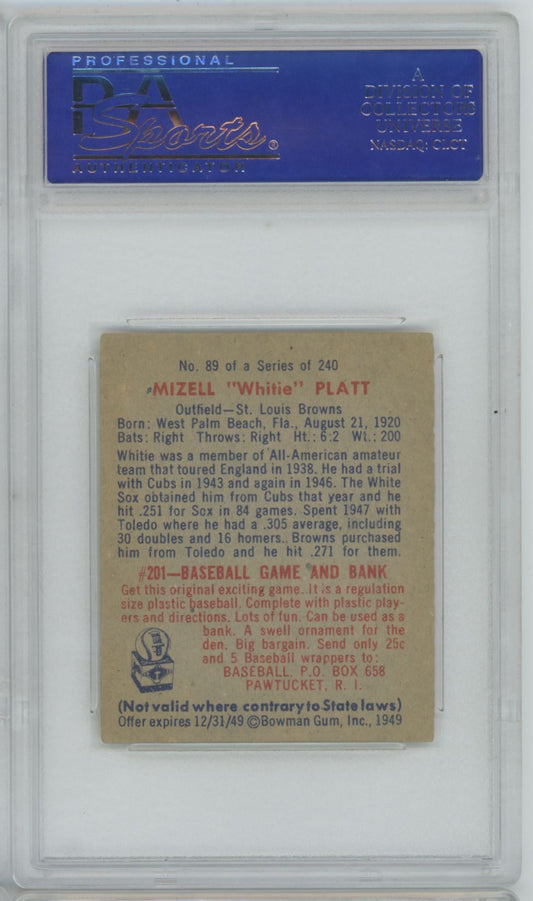 PROFESSIONAL
PSA
Sports®
AUTHENTICATOR
A
DIVISION OF
COLLECTORS
UNIVERSE
NASDAQ: CLCT
No. 89 of a Series of 240
MIZELL "Whitie" PLATT
Outfield—St. Louis Browns
Born: West Palm Beach, Fla., August 21, 1920
Bats: Right Throws: Right Ht.: 6:2 Wt.: 200
Whitie was a member of All-American amateur
team that toured England in 1938. He had a trial
with Cubs in 1943 and again in 1946. The White
Sox obtained him from Cubs that year and he
hit .251 for Sox in 84 games. Spent 1947 with
Toledo where he had a .305 average, including
30 doubles and 16 homers. Browns purchased
him from Toledo and he hit .271 for them.
#201—BASEBALL GAME AND BANK
Get this original exciting game. It is a regulation
size plastic baseball. Complete with plastic play-
ers and directions. Lots of fun. Can be used as a
bank. A swell ornament for the
den. Big bargain. Send only 25c
and 5 Baseball wrappers to:
BASEBALL, P.O. BOX 658
PAWTUCKET, R. I.
(Not valid where contrary to State laws)
Offer expires 12/31/49 ©Bowman Gum, Inc., 1949